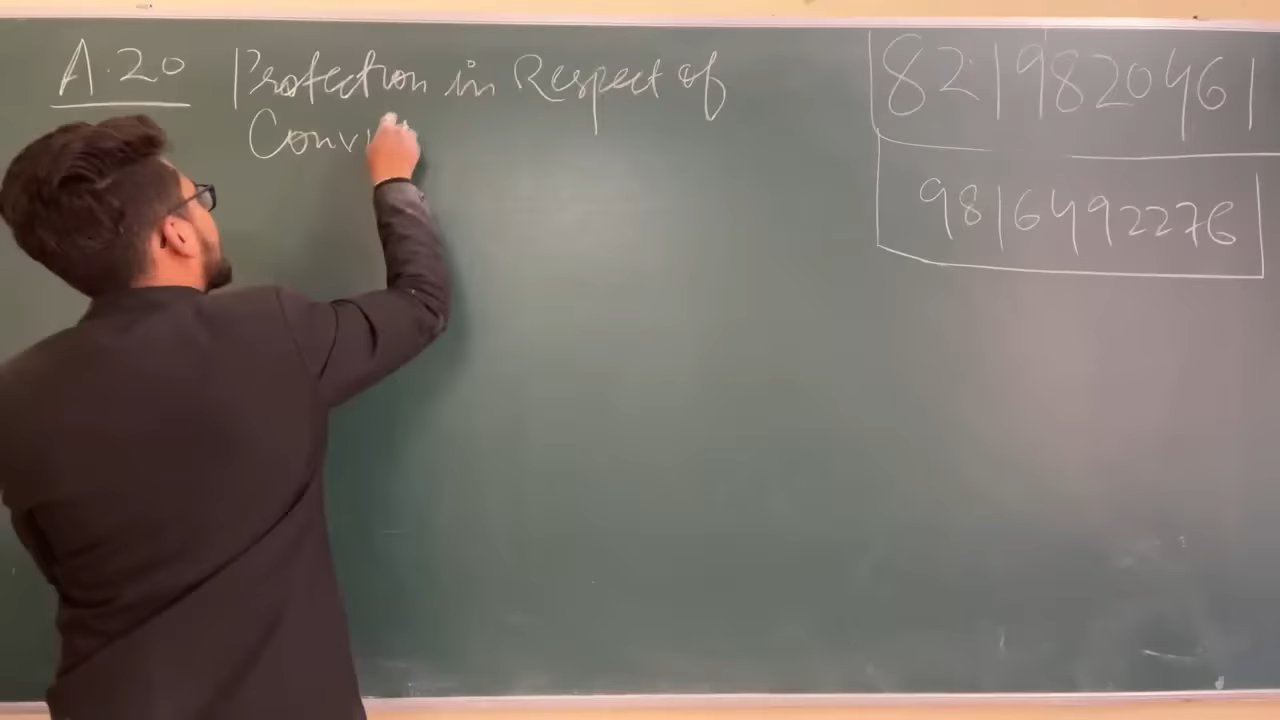 A.20 Protection in Respect of
Conv
8219820461
9816492276